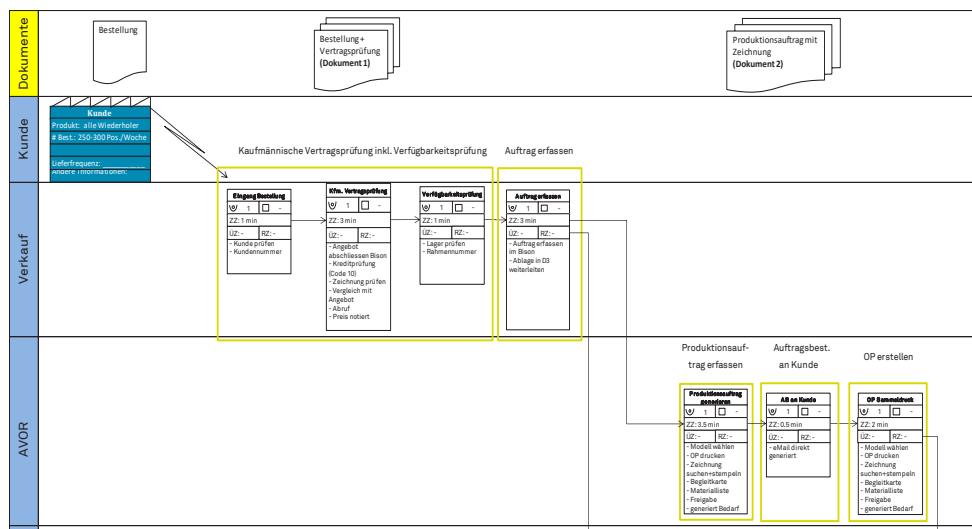 Dokumente
Bestellung
Bestellung +
Vertragsprüfung
(Dokument 1)
Produktionsauftrag mit
Zeichnung
(Dokument 2)
Kunde
Kunde
Produkt: alle Wiederholer
# Best.: 250-300 Pos./Woche
Lieferfrequenz: ___________
Andere Informationen:
Kaufmännische Vertragsprüfung inkl. Verfügbarkeitsprüfung
Auftrag erfassen
Verkauf
Eingang Bestellung
1 -
ZZ: 1 min
ÜZ: - RZ: -
- Kunde prüfen
- Kundennummer
Kfm. Vertragsprüfung
1 -
ZZ: 3 min
ÜZ: - RZ: -
- Angebot
abschliessen Bison
- Kreditprüfung
(Code 10)
- Zeichnung prüfen
- Vergleich mit
Angebot
- Abruf
- Preis notiert
Verfügbarkeitsprüfung
1 -
ZZ: 1 min
ÜZ: - RZ: -
- Lager prüfen
- Rahmennummer
Auftrag erfassen
1 -
ZZ: 3 min
ÜZ: - RZ: -
- Auftrag erfassen
im Bison
- Ablage in D3
weiterleiten
AVOR
Produktionsauf-
trag erfassen
Auftragsbest.
an Kunde
OP erstellen
Produktionsauftrag
generieren
1 -
ZZ: 3.5 min
ÜZ: - RZ: -
- Modell wählen
- OP drucken
- Zeichnung
suchen+stempeln
- Begleitkarte
- Materialliste
- Freigabe
- generiert Bedarf
AB an Kunde
1 -
ZZ: 0.5 min
ÜZ: - RZ: -
- eMail direkt
generiert
OP Sammeldruck
1 -
ZZ: 2 min
ÜZ: - RZ: -
- Modell wählen
- OP drucken
- Zeichnung
suchen+stempeln
- Begleitkarte
- Materialliste
- Freigabe
- generiert Bedarf